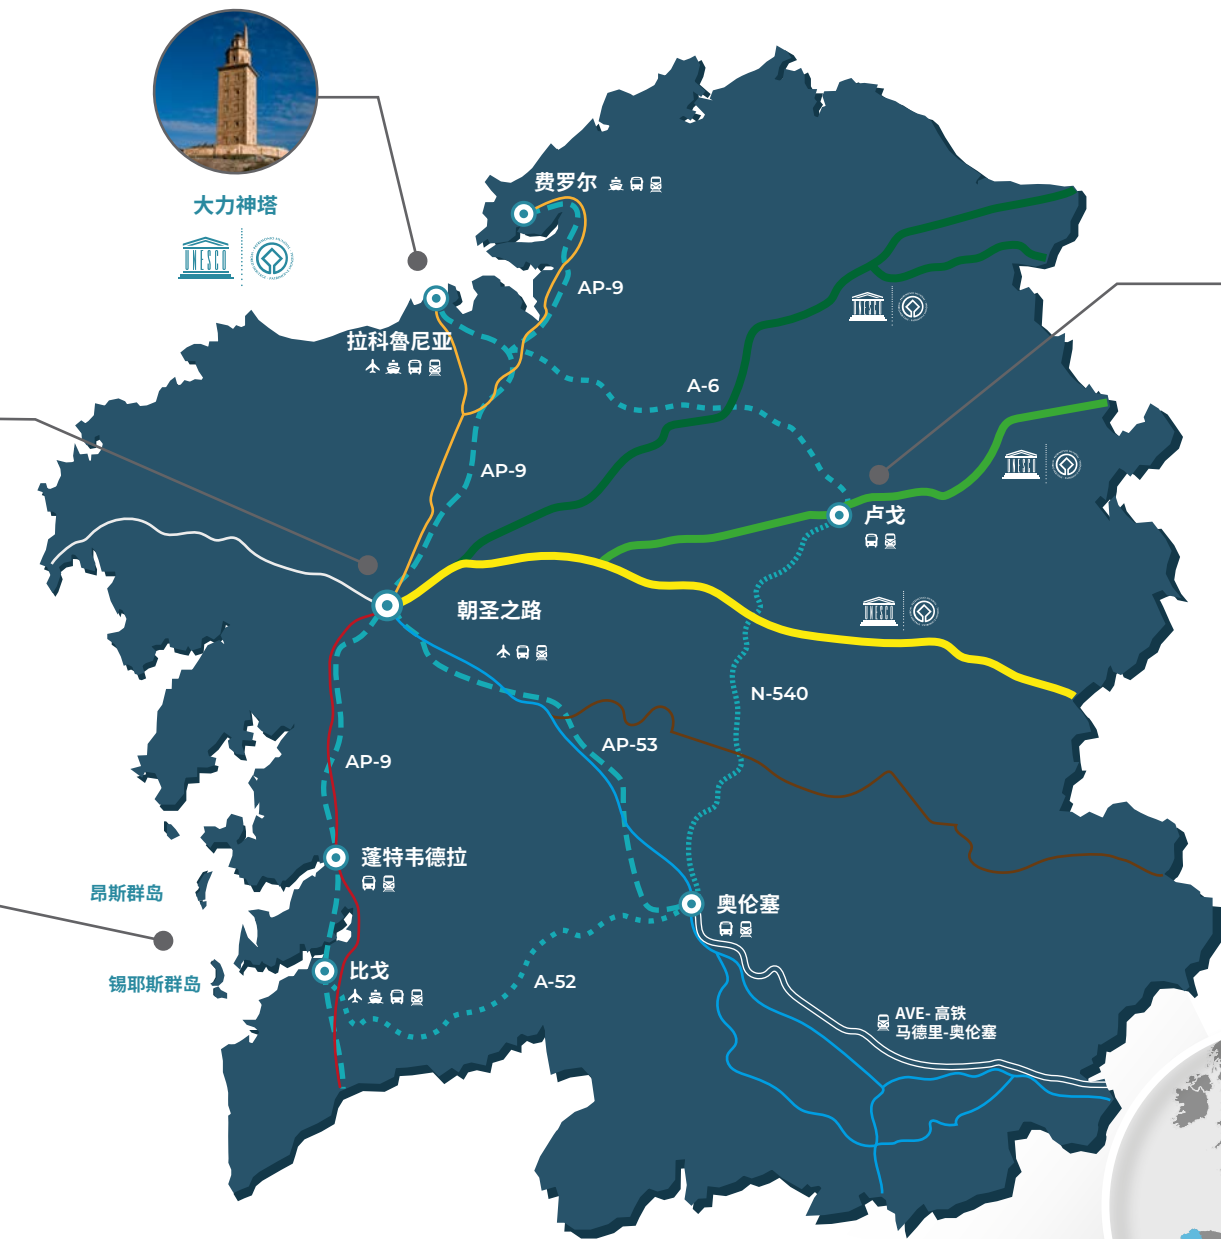 大力神塔
UNESCO
费罗尔
AP-9
拉科鲁尼亚
A-6
UNESCO
AP-9
UNESCO
卢戈
朝圣之路
UNESCO
N-540
AP-53
AP-9
蓬特韦德拉
昂斯群岛
奥伦塞
比戈
锡耶斯群岛
A-52
AVE- 高铁
马德里-奥伦塞